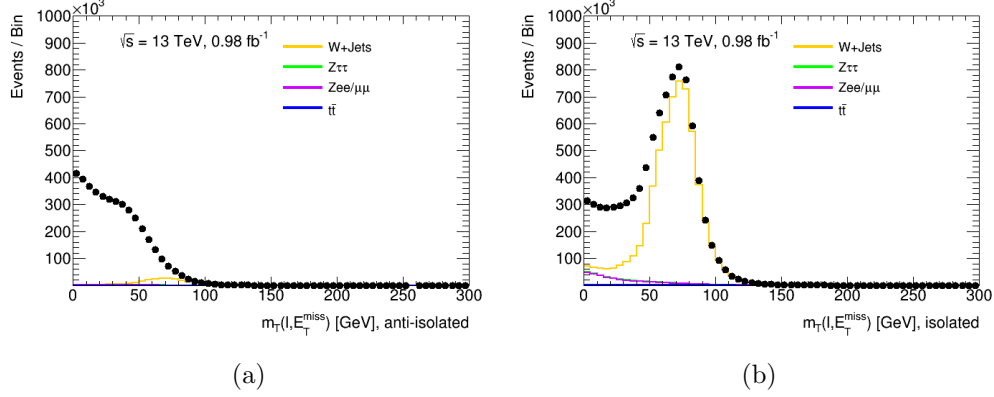 ×10³
1000
900
800
700
600
500
400
300
200
100
Events / Bin
√s = 13 TeV, 0.98 fb⁻¹
W+Jets
Zττ
Zee/μμ
tt̄
0 50 100 150 200 250 300
m_T(l,E_T^miss) [GeV], anti-isolated
(a)
×10³
1000
900
800
700
600
500
400
300
200
100
Events / Bin
√s = 13 TeV, 0.98 fb⁻¹
W+Jets
Zττ
Zee/μμ
tt̄
0 50 100 150 200 250 300
m_T(l,E_T^miss) [GeV], isolated
(b)